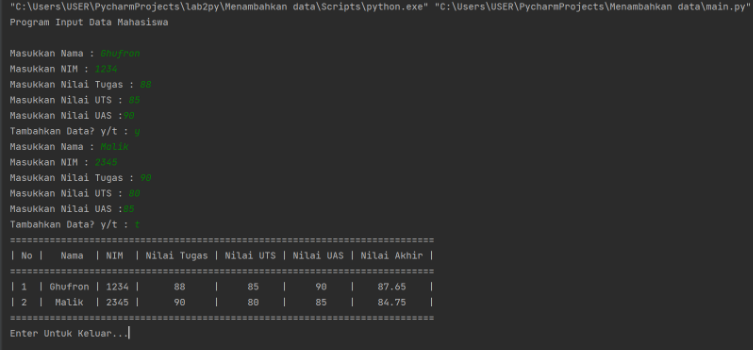 "C:\Users\USER\PycharmProjects\lab2py\Menambahkan data\Scripts\python.exe" "C:\Users\USER\PycharmProjects\Menambahkan data\main.py"
Program Input Data Mahasiswa
Masukkan Nama : Ghufron
Masukkan NIM : 1234
Masukkan Nilai Tugas : 88
Masukkan Nilai UTS : 85
Masukkan Nilai UAS :90
Tambahkan Data? y/t : y
Masukkan Nama : Malik
Masukkan NIM : 2345
Masukkan Nilai Tugas : 90
Masukkan Nilai UTS : 80
Masukkan Nilai UAS :85
Tambahkan Data? y/t : t
==========================================================================
| No | Nama | NIM | Nilai Tugas | Nilai UTS | Nilai UAS | Nilai Akhir |
==========================================================================
| 1 | Ghufron | 1234 | 88 | 85 | 90 | 87.65 |
| 2 | Malik | 2345 | 90 | 80 | 85 | 84.75 |
==========================================================================
Enter Untuk Keluar...